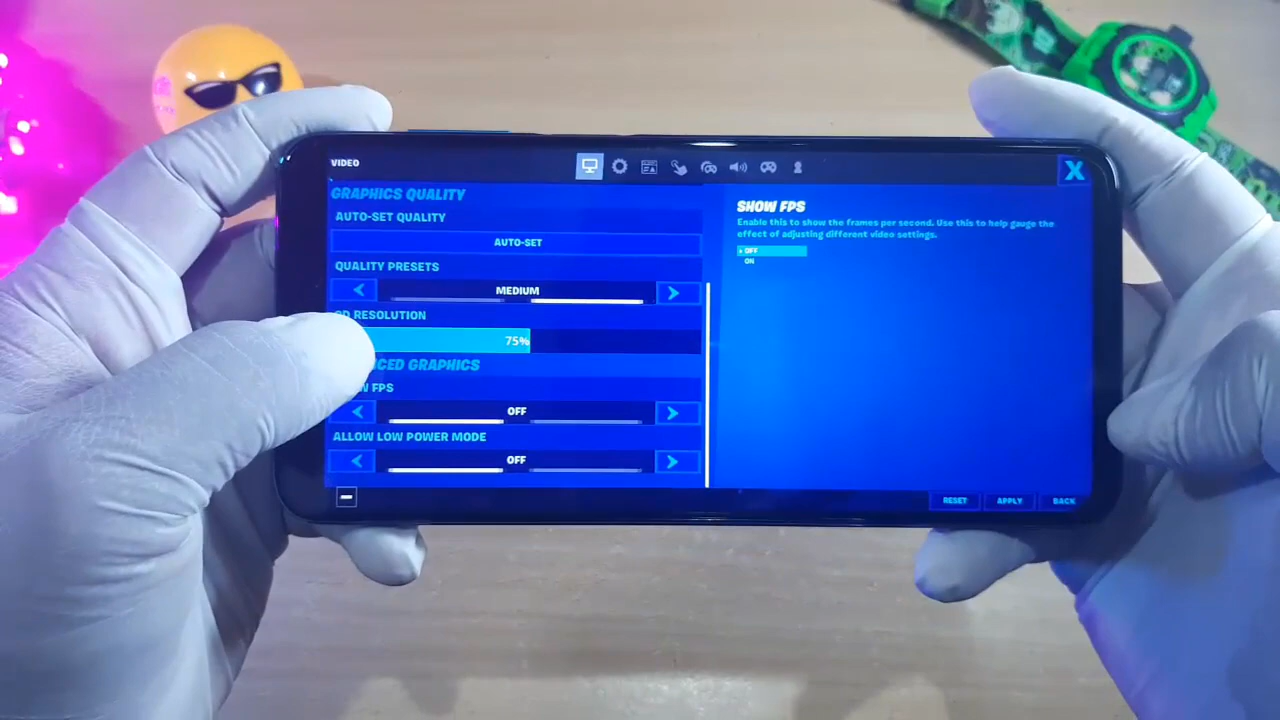 VIDEO
X
GRAPHICS QUALITY
AUTO-SET QUALITY
AUTO-SET
QUALITY PRESETS
MEDIUM
RESOLUTION
75%
GRAPHICS
FPS
OFF
ALLOW LOW POWER MODE
OFF
SHOW FPS
Enable this to show the frames per second. Use this to help gauge the
effect of adjusting different video settings.
OFF
ON
RESET
APPLY
BACK